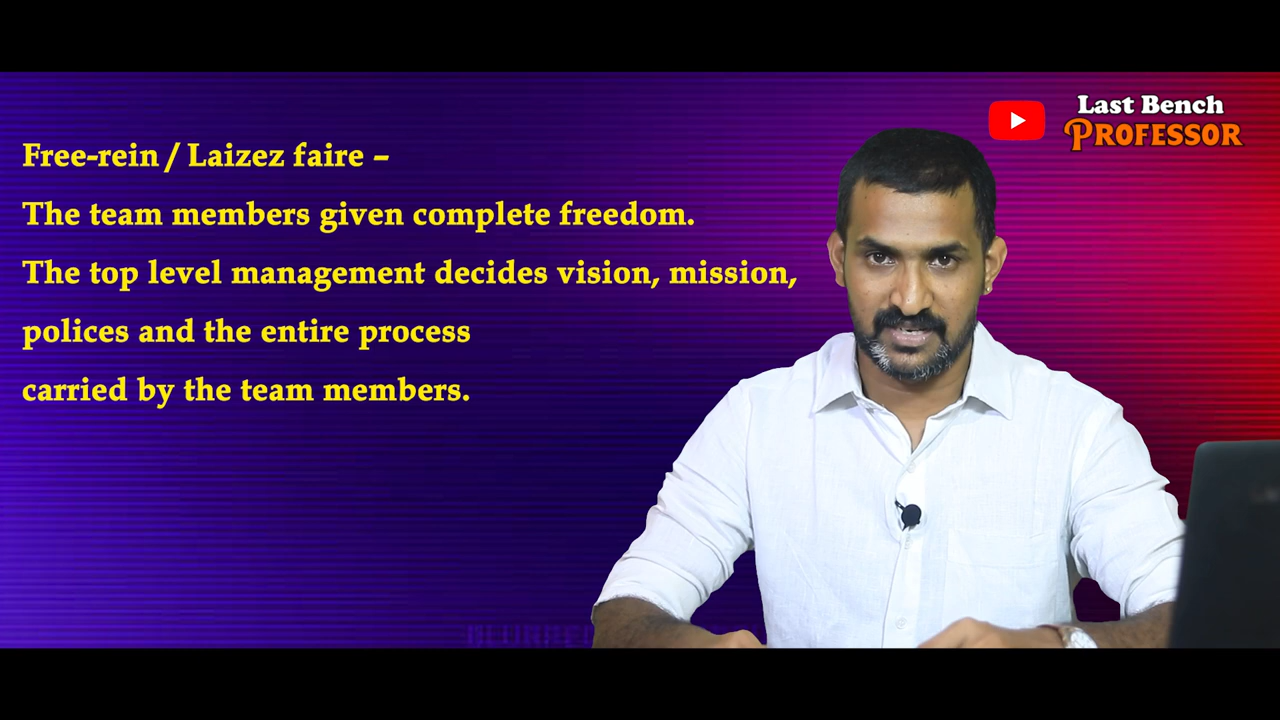 Last Bench
PROFESSOR
Free-rein / Laizez faire –
The team members given complete freedom.
The top level management decides vision, mission,
polices and the entire process
carried by the team members.